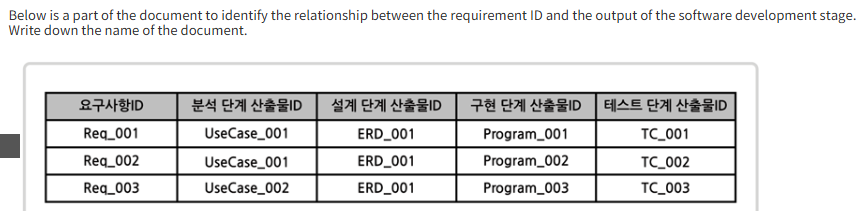 Below is a part of the document to identify the relationship between the requirement ID and the output of the software development stage.
Write down the name of the document.
요구사항ID 분석 단계 산출물ID 설계 단계 산출물ID 구현 단계 산출물ID 테스트 단계 산출물ID
Req_001 UseCase_001 ERD_001 Program_001 TC_001
Req_002 UseCase_001 ERD_001 Program_002 TC_002
Req_003 UseCase_002 ERD_001 Program_003 TC_003